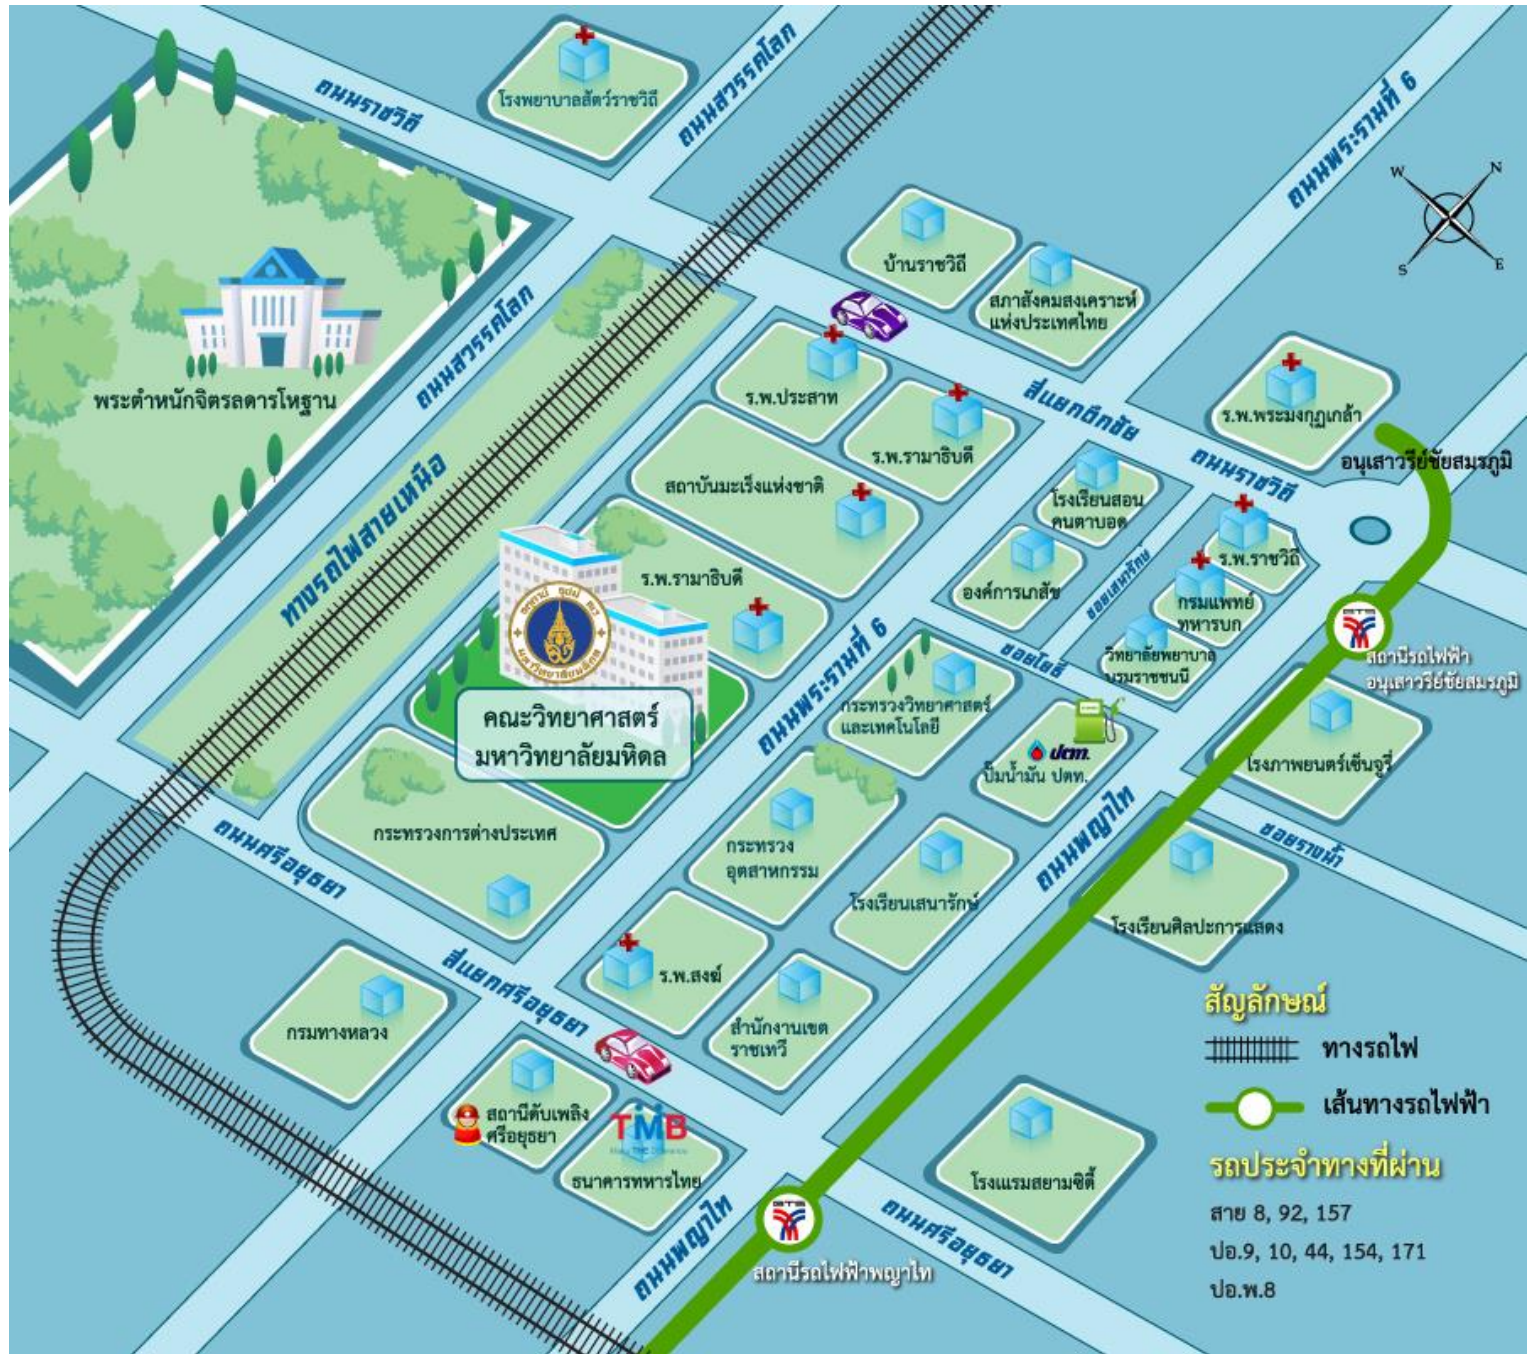 ถนนราชวิถี
โรงพยาบาลสัตว์ราชวิถี
ถนนสวรรคโลก
ถนนพระรามที่ 6
W
N
S
E
บ้านราชวิถี
สภาสังคมสงเคราะห์
แห่งประเทศไทย
พระตำหนักจิตรลดารโหฐาน
ถนนสวรรคโลก
ทางรถไฟสายเหนือ
ร.พ.ประสาท
ร.พ.รามาธิบดี
สี่แยกตึกชัย
ถนนราชวิถี
ร.พ.พระมงกุฎเกล้า
อนุเสาวรีย์ชัยสมรภูมิ
สถาบันมะเร็งแห่งชาติ
โรงเรียนสอน
คนตาบอด
องค์การเภสัช
ซอยเสนารักษ์
ร.พ.ราชวิถี
กรมแพทย์
ทหารบก
วิทยาลัยพยาบาล
บรมราชชนนี
ร.พ.รามาธิบดี
มหาวิทยาลัยมหิดล
คณะวิทยาศาสตร์
มหาวิทยาลัยมหิดล
ถนนพระรามที่ 6
ซอยโยธี
BTS
สถานีรถไฟฟ้า
อนุเสาวรีย์ชัยสมรภูมิ
กระทรวงวิทยาศาสตร์
และเทคโนโลยี
ปตท.
ปั๊มน้ำมัน ปตท.
โรงภาพยนตร์เซ็นจูรี่
กระทรวงการต่างประเทศ
ถนนศรีอยุธยา
กระทรวง
อุตสาหกรรม
โรงเรียนเสนารักษ์
ถนนพญาไท
ซอยรางน้ำ
โรงเรียนศิลปะการแสดง
ร.พ.สงฆ์
สี่แยกศรีอยุธยา
กรมทางหลวง
สำนักงานเขต
ราชเทวี
สถานีดับเพลิง
ศรีอยุธยา
TMB
Make THE Difference
ธนาคารทหารไทย
ถนนพญาไท
BTS
สถานีรถไฟฟ้าพญาไท
โรงแรมสยามซิตี้
ถนนศรีอยุธยา
สัญลักษณ์
ทางรถไฟ
เส้นทางรถไฟฟ้า
รถประจำทางที่ผ่าน
สาย 8, 92, 157
ปอ.9, 10, 44, 154, 171
ปอ.พ.8